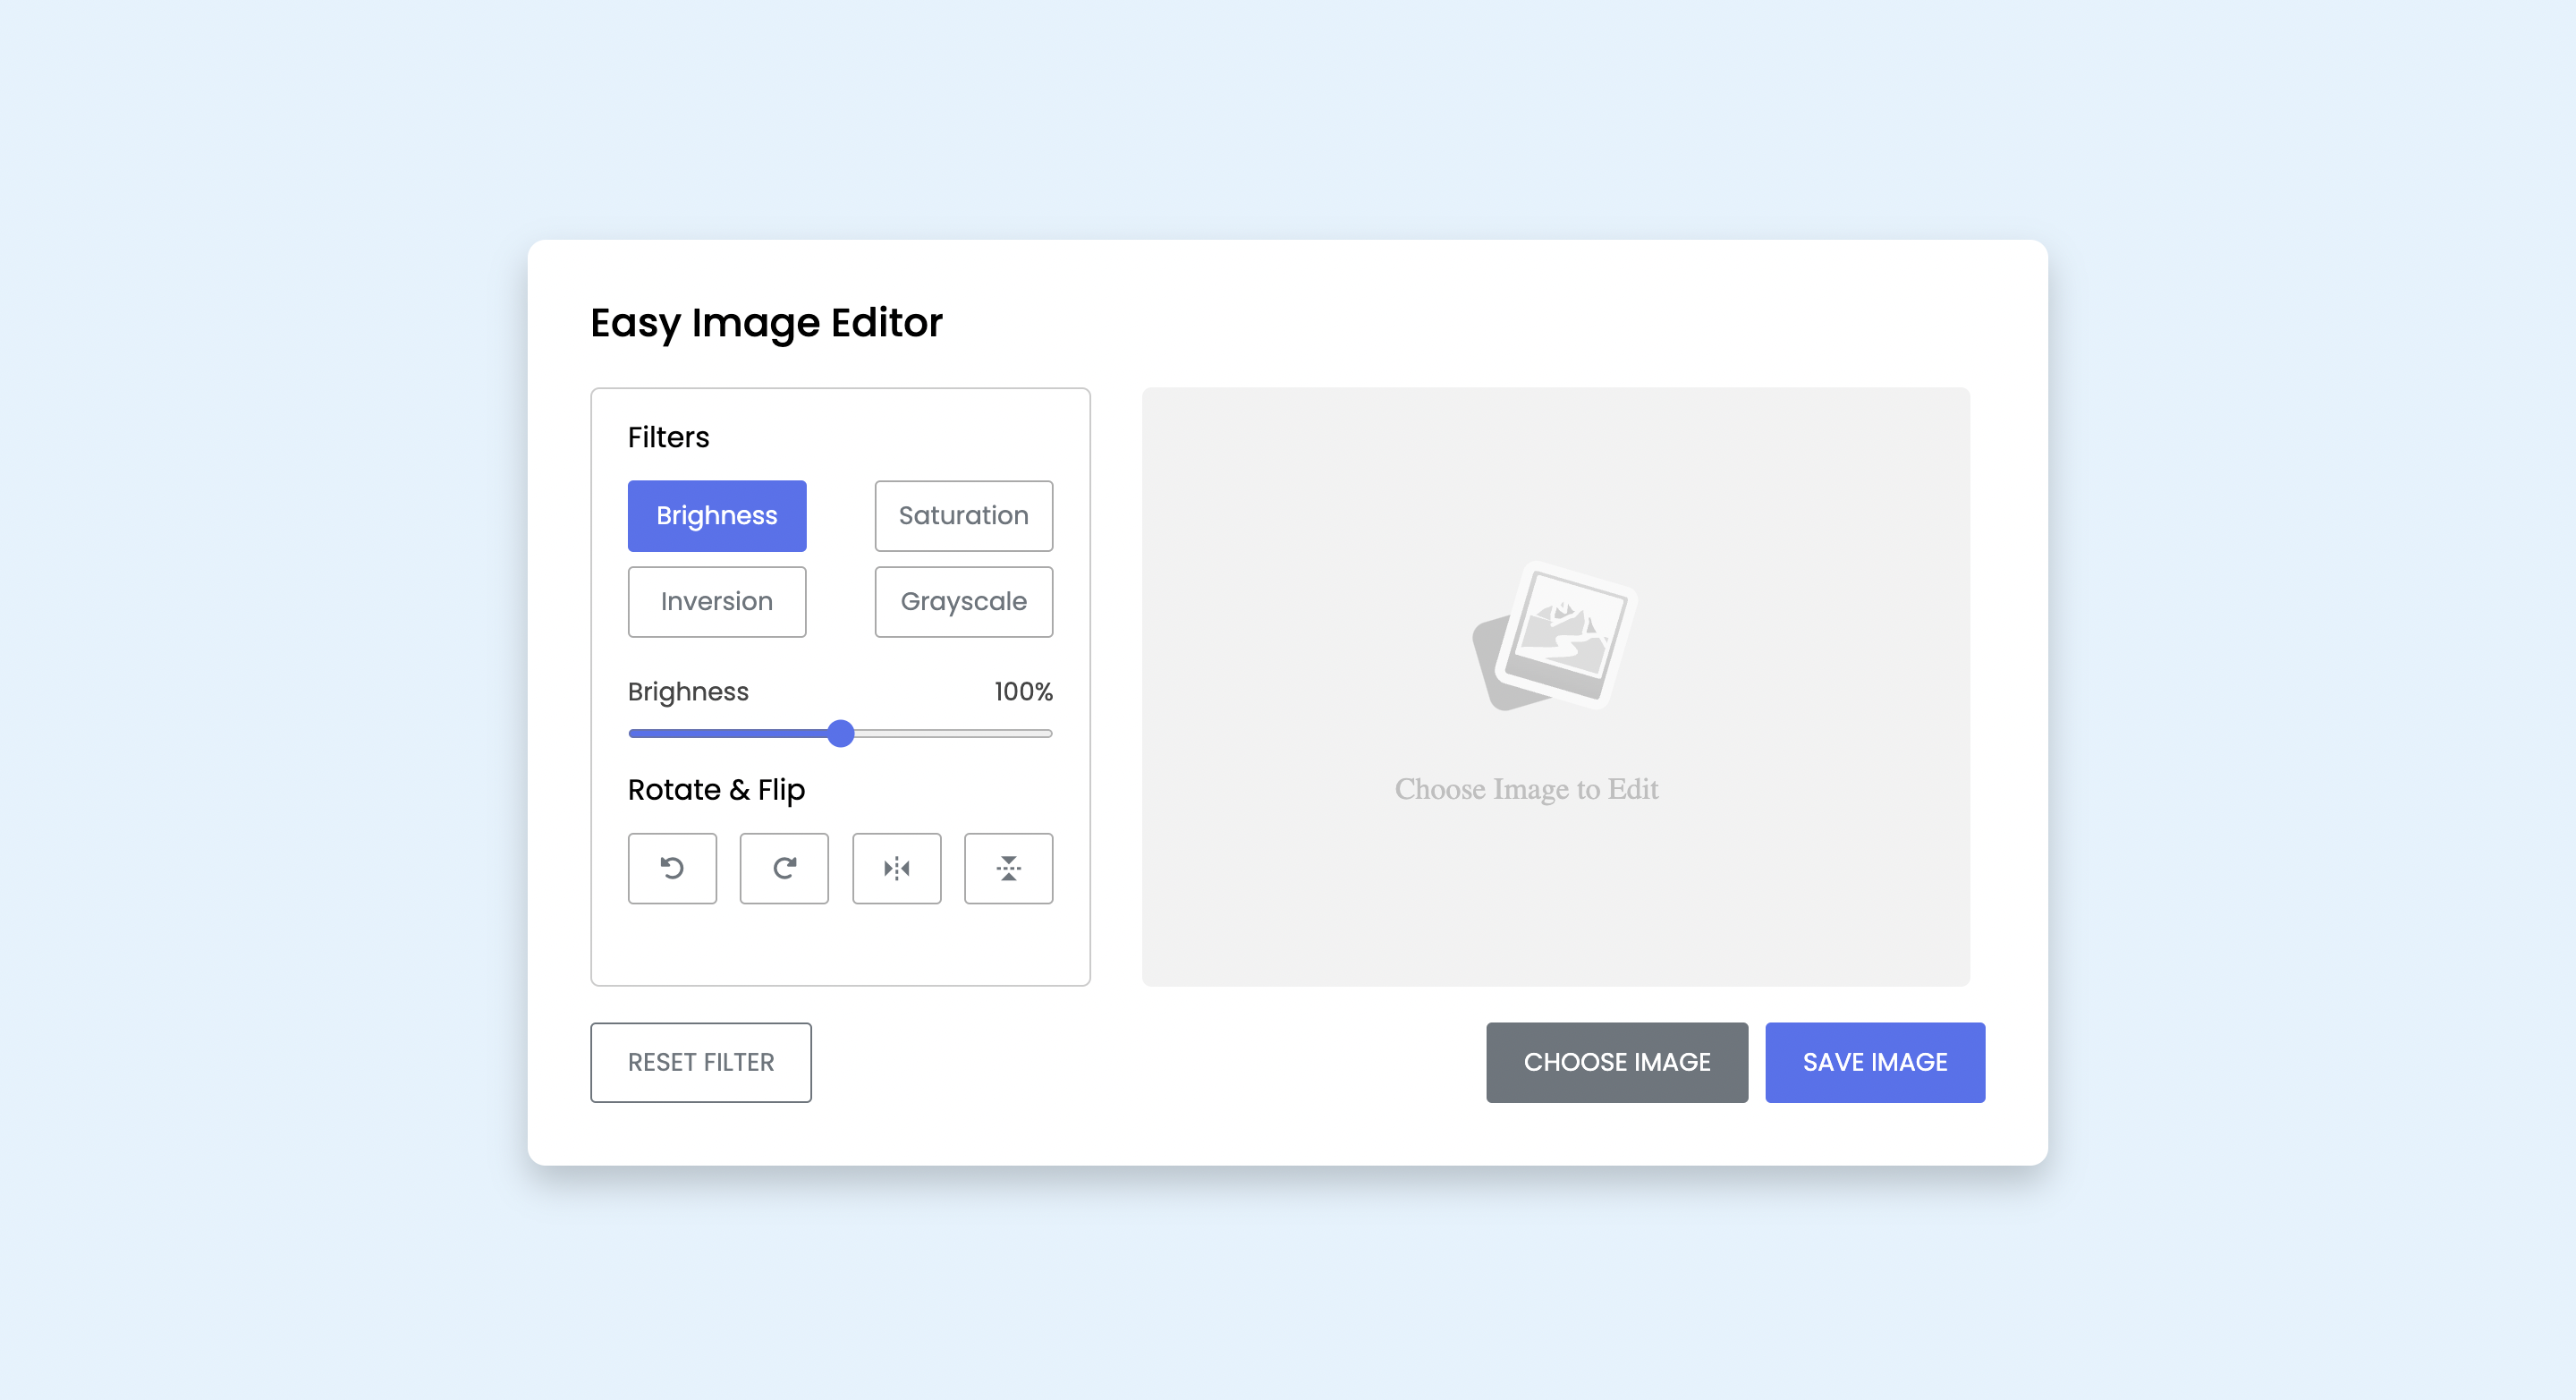 Easy Image Editor
Filters
Brighness
Saturation
Inversion
Grayscale
Brighness 100%
Rotate & Flip
Choose Image to Edit
RESET FILTER
CHOOSE IMAGE
SAVE IMAGE